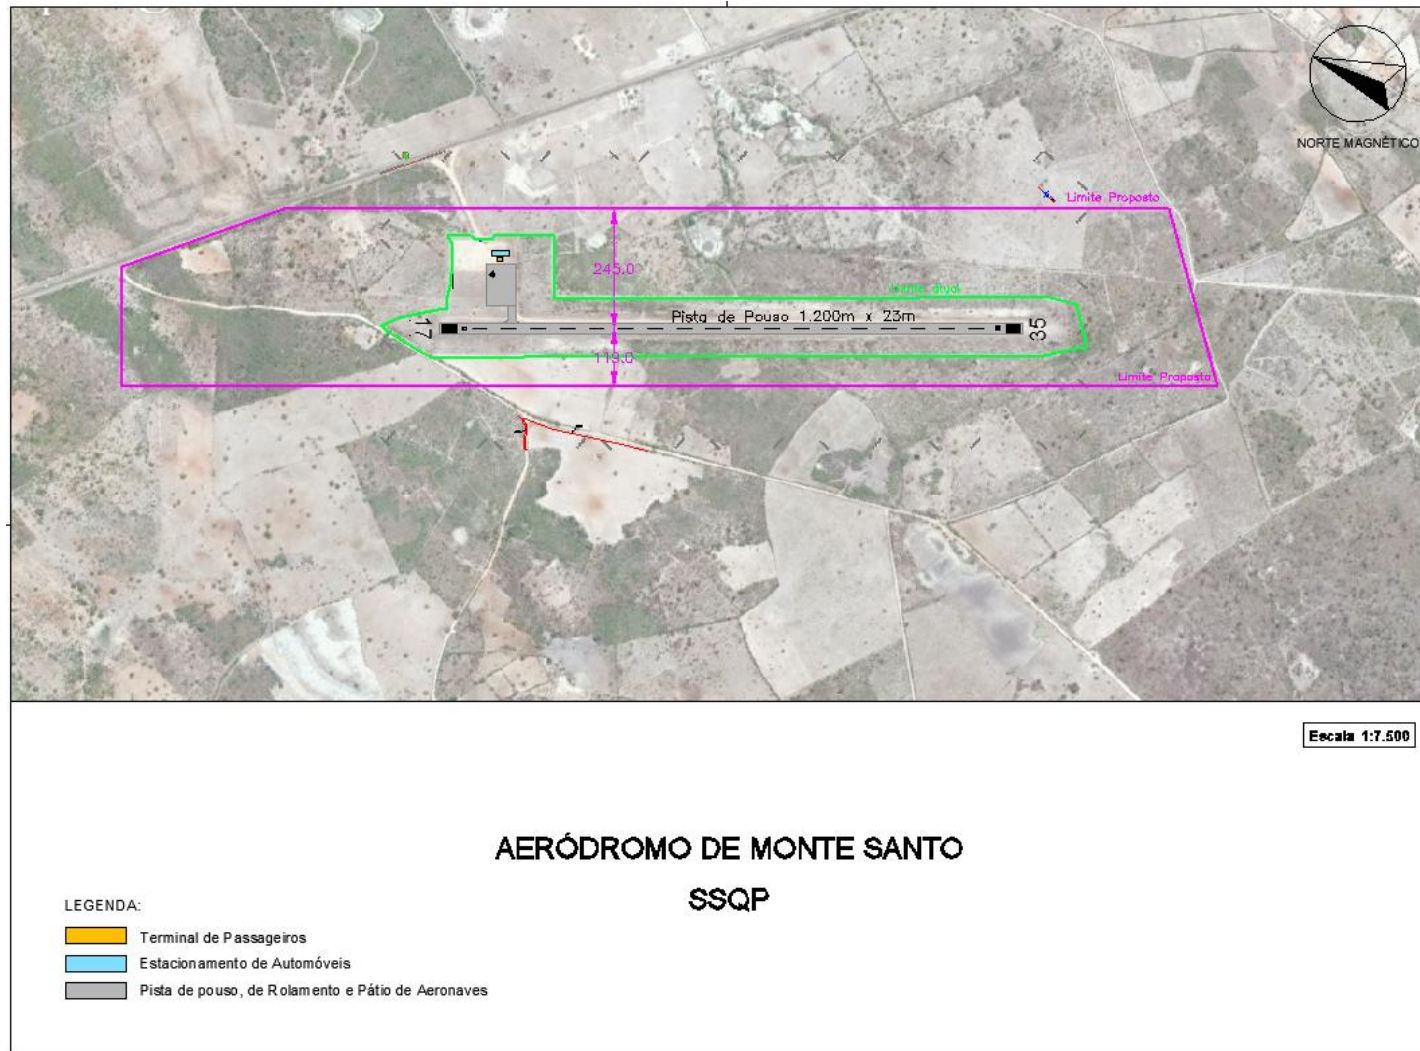 NORTE MAGNÉTICO
Limite Proposto
245.0
Limite atual
Pista de Pouso 1.200m x 23m
17
35
Limite Proposto
Escala 1:7.500
AERÓDROMO DE MONTE SANTO
SSQP
LEGENDA:
Terminal de Passageiros
Estacionamento de Automóveis
Pista de pouso, de Rolamento e Pátio de Aeronaves